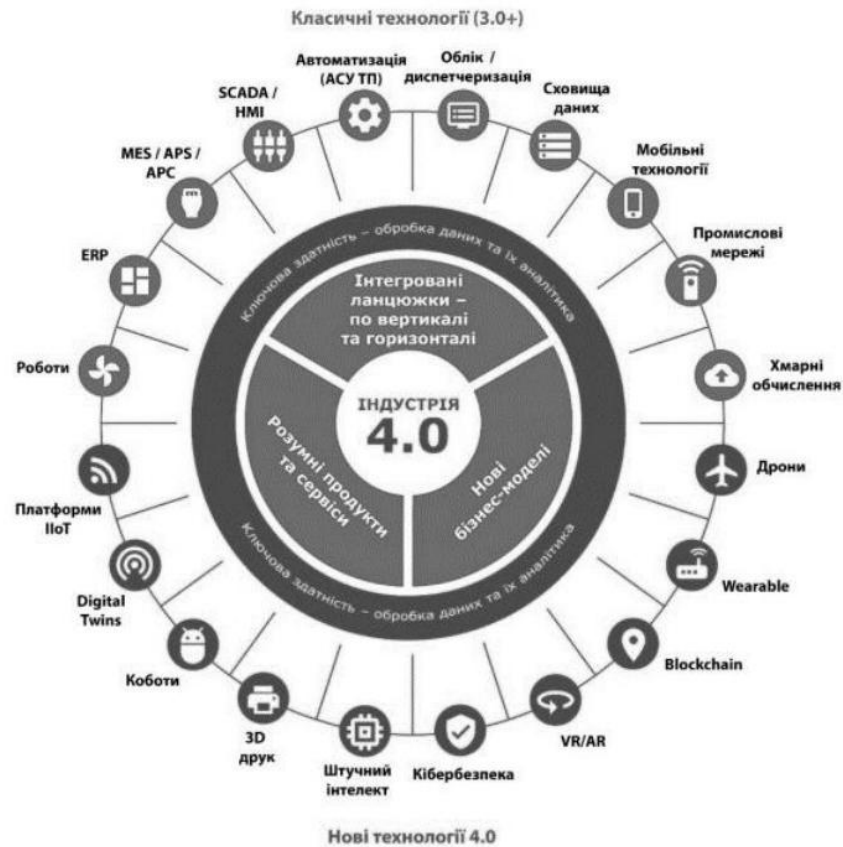 Класичні технології (3.0+)
Автоматизація
(АСУ ТП)
Облік /
диспетчеризація
Сховища
даних
Мобільні
технології
Промислові
мережі
Хмарні
обчислення
Дрони
Wearable
Blockchain
VR/AR
Кібербезпека
Штучний
інтелект
3D
друк
Коботи
Digital
Twins
Платформи
IIoT
Роботи
ERP
MES / APS /
APC
SCADA /
HMI
Ключова здатність – обробка даних та їх аналітика
Інтегровані
ланцюжки –
по вертикалі
та горизонталі
ІНДУСТРІЯ
4.0
Розумні продукти
та сервіси
Нові
бізнес-моделі
Ключова здатність – обробка даних та їх аналітика
Нові технології 4.0